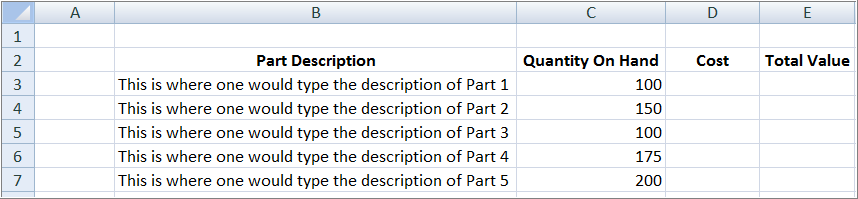 A B C D E
1
2 Part Description Quantity On Hand Cost Total Value
3 This is where one would type the description of Part 1 100
4 This is where one would type the description of Part 2 150
5 This is where one would type the description of Part 3 100
6 This is where one would type the description of Part 4 175
7 This is where one would type the description of Part 5 200